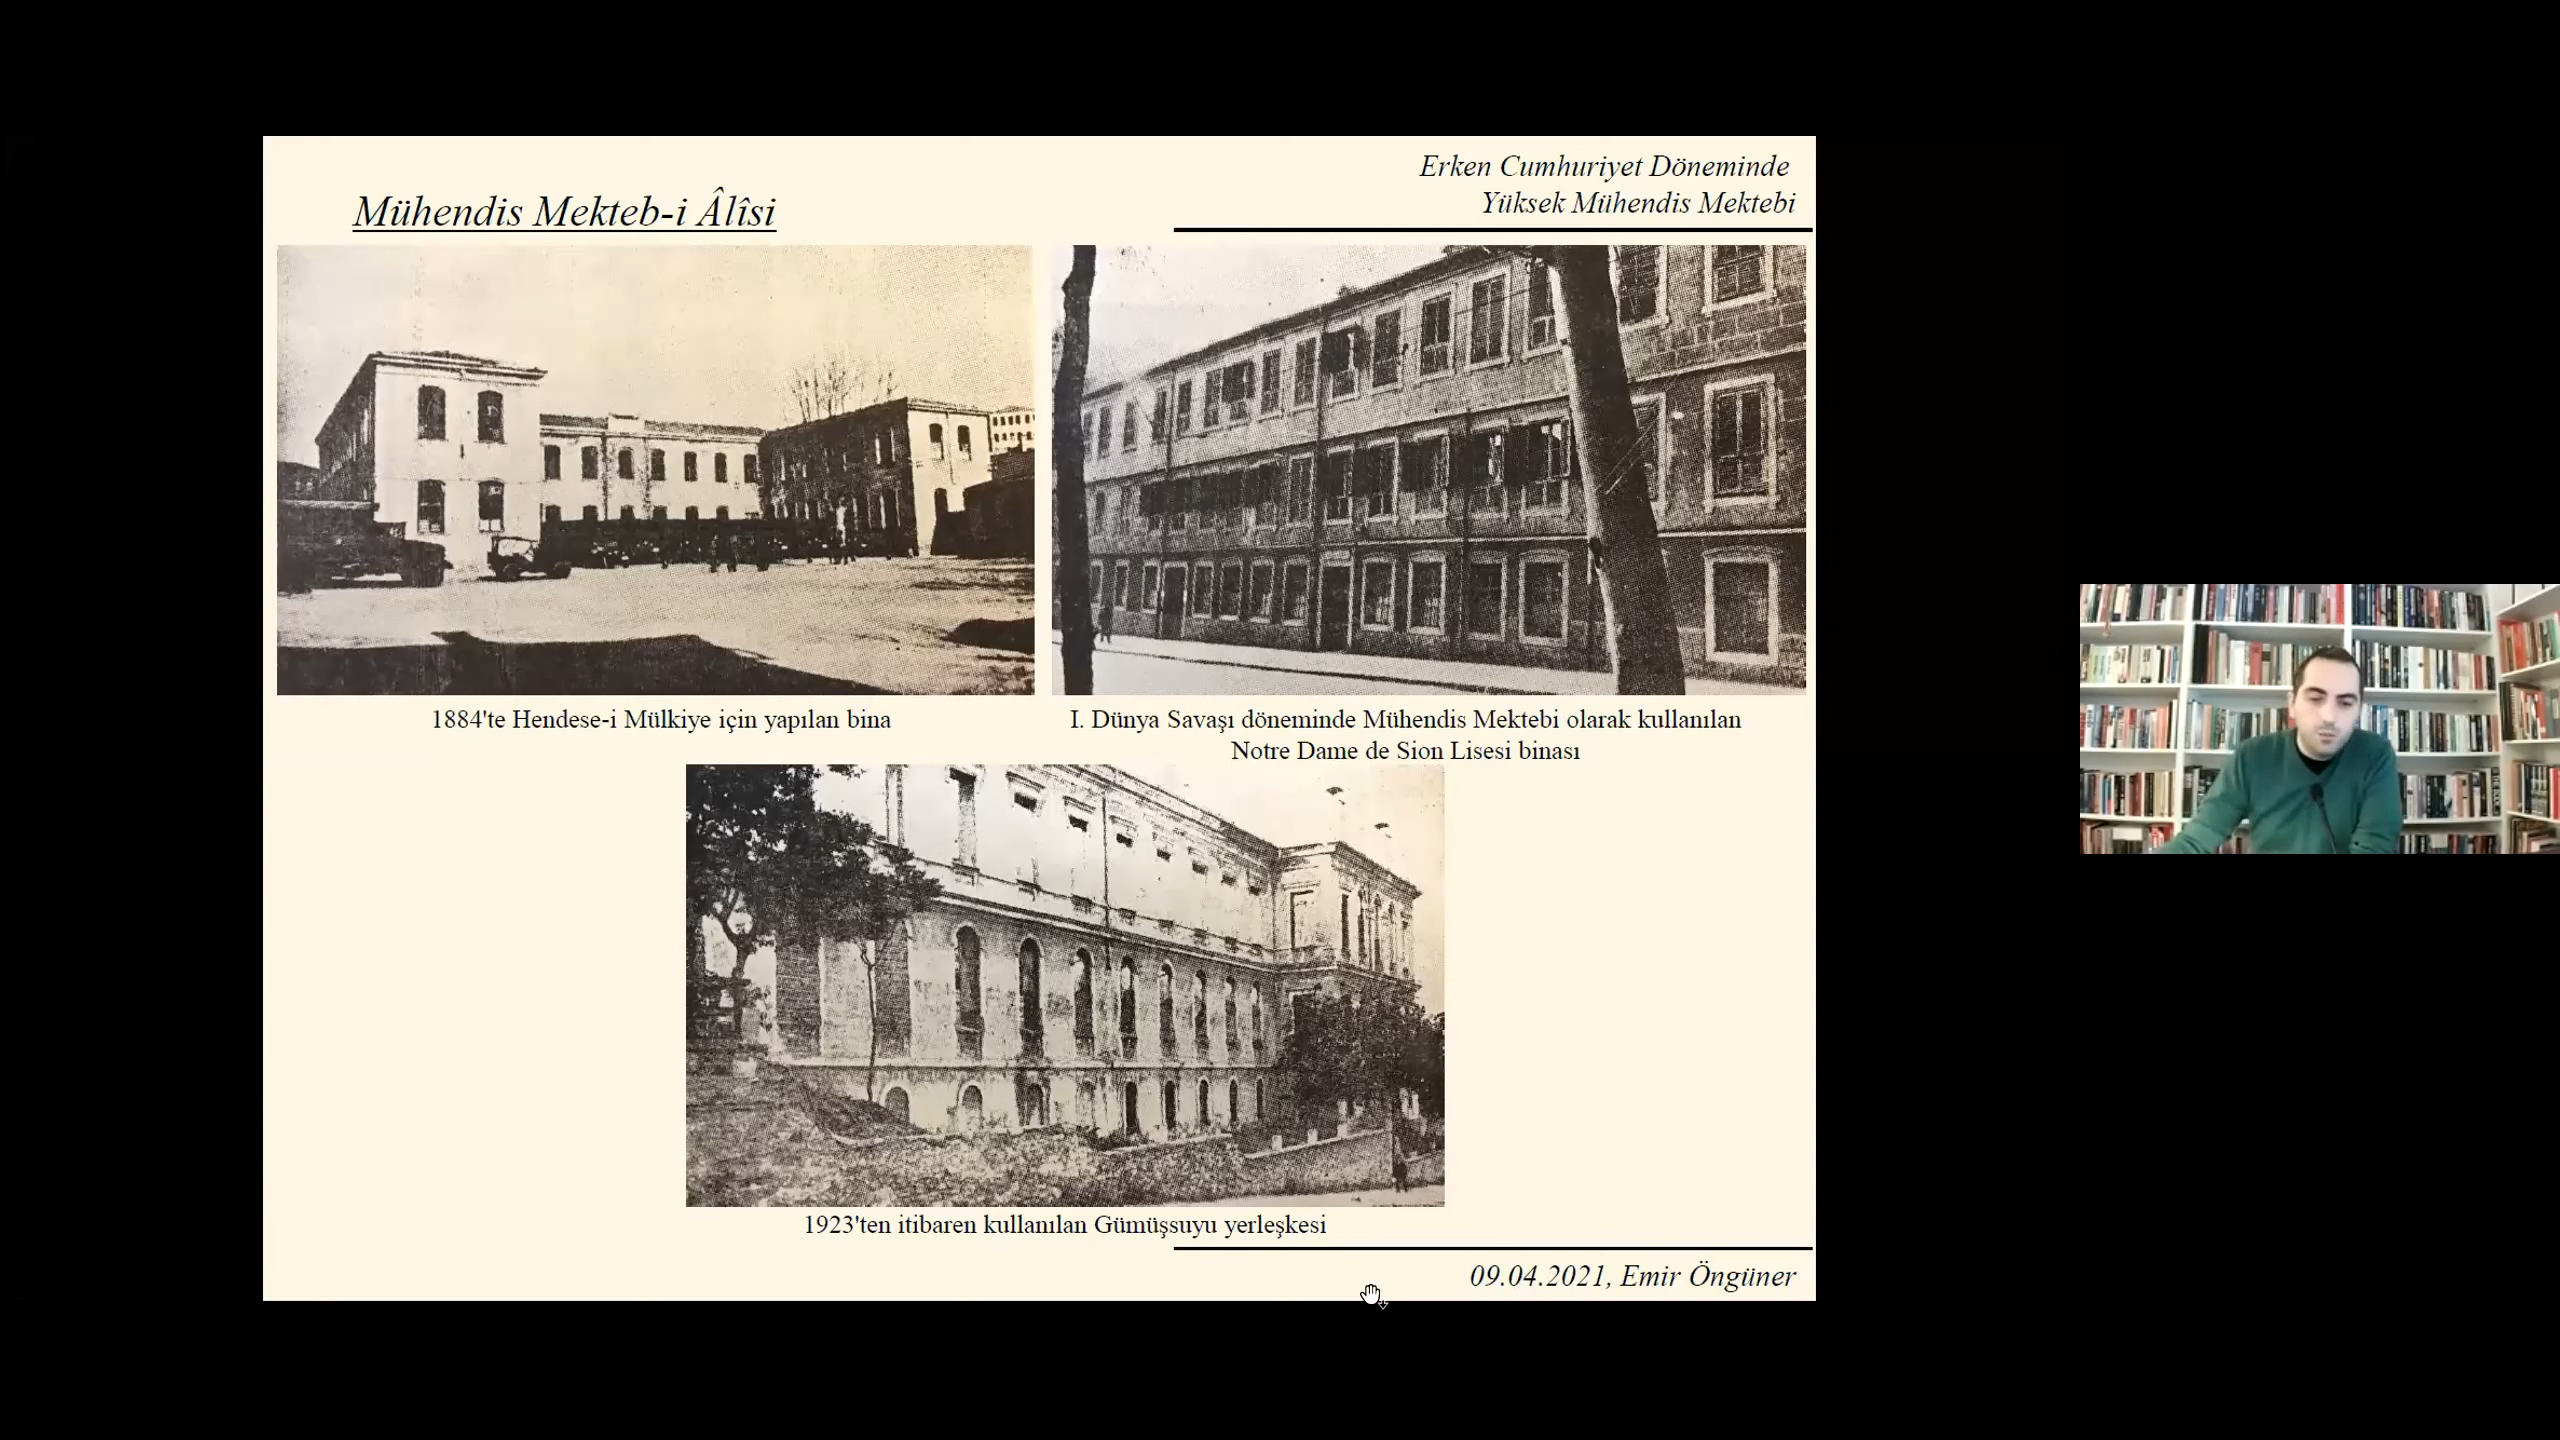 Erken Cumhuriyet Döneminde
Yüksek Mühendis Mektebi
Mühendis Mekteb-i Âlîsi
1884'te Hendese-i Mülkiye için yapılan bina
I. Dünya Savaşı döneminde Mühendis Mektebi olarak kullanılan
Notre Dame de Sion Lisesi binası
1923'ten itibaren kullanılan Gümüşsuyu yerleşkesi
09.04.2021, Emir Öngüner